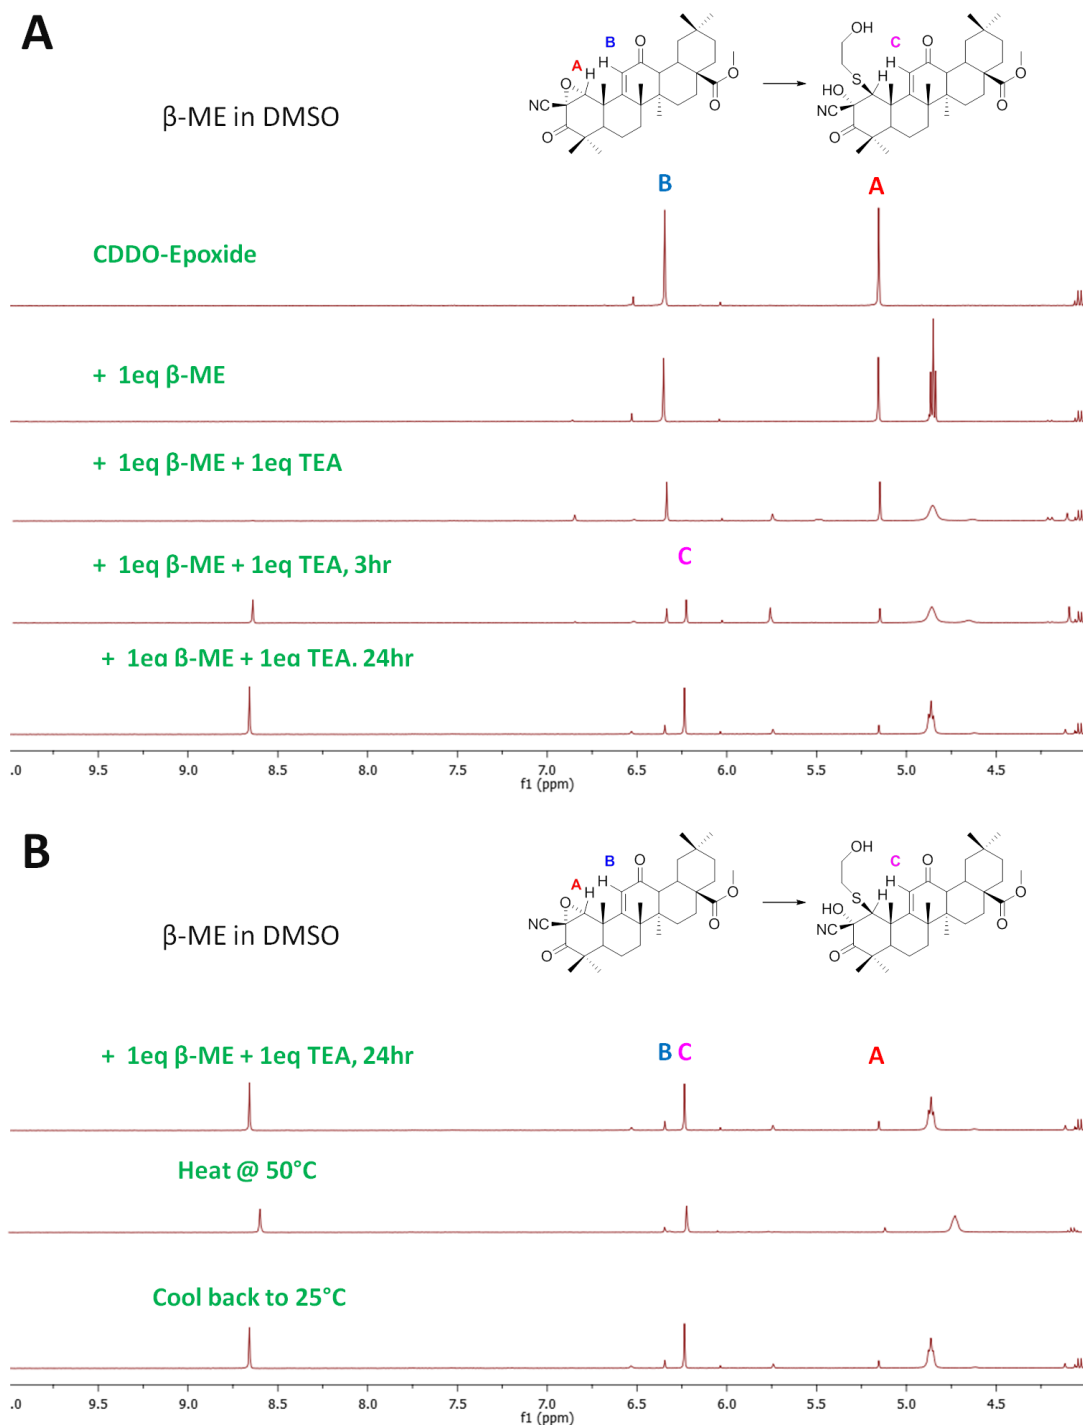 A
β-ME in DMSO
A
B
H
H
O
O
NC
O
O
O
OH
C
S
H
H
HO
NC
O
O
O
O
B
A
CDDO-Epoxide
+ 1eq β-ME
+ 1eq β-ME + 1eq TEA
+ 1eq β-ME + 1eq TEA, 3hr
C
+ 1eq β-ME + 1eq TEA. 24hr
.0 9.5 9.0 8.5 8.0 7.5 7.0 6.5 6.0 5.5 5.0 4.5
f1 (ppm)
B
β-ME in DMSO
A
B
H
H
O
O
NC
O
O
O
OH
C
S
H
H
HO
NC
O
O
O
O
+ 1eq β-ME + 1eq TEA, 24hr
B C A
Heat @ 50°C
Cool back to 25°C
.0 9.5 9.0 8.5 8.0 7.5 7.0 6.5 6.0 5.5 5.0 4.5
f1 (ppm)